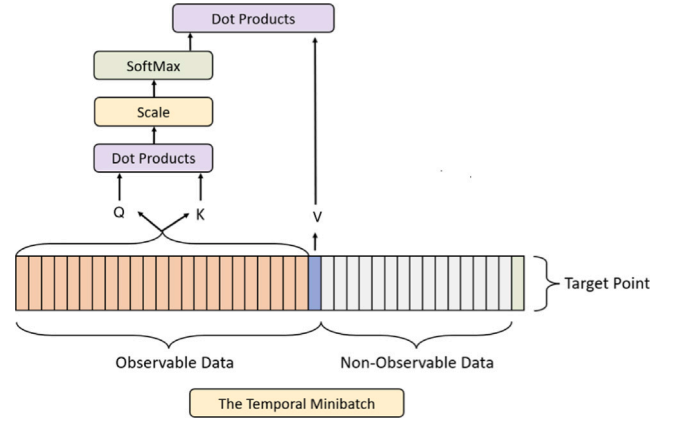 Dot Products
SoftMax
Scale
Dot Products
Q
K
V
Target Point
Observable Data
Non-Observable Data
The Temporal Minibatch